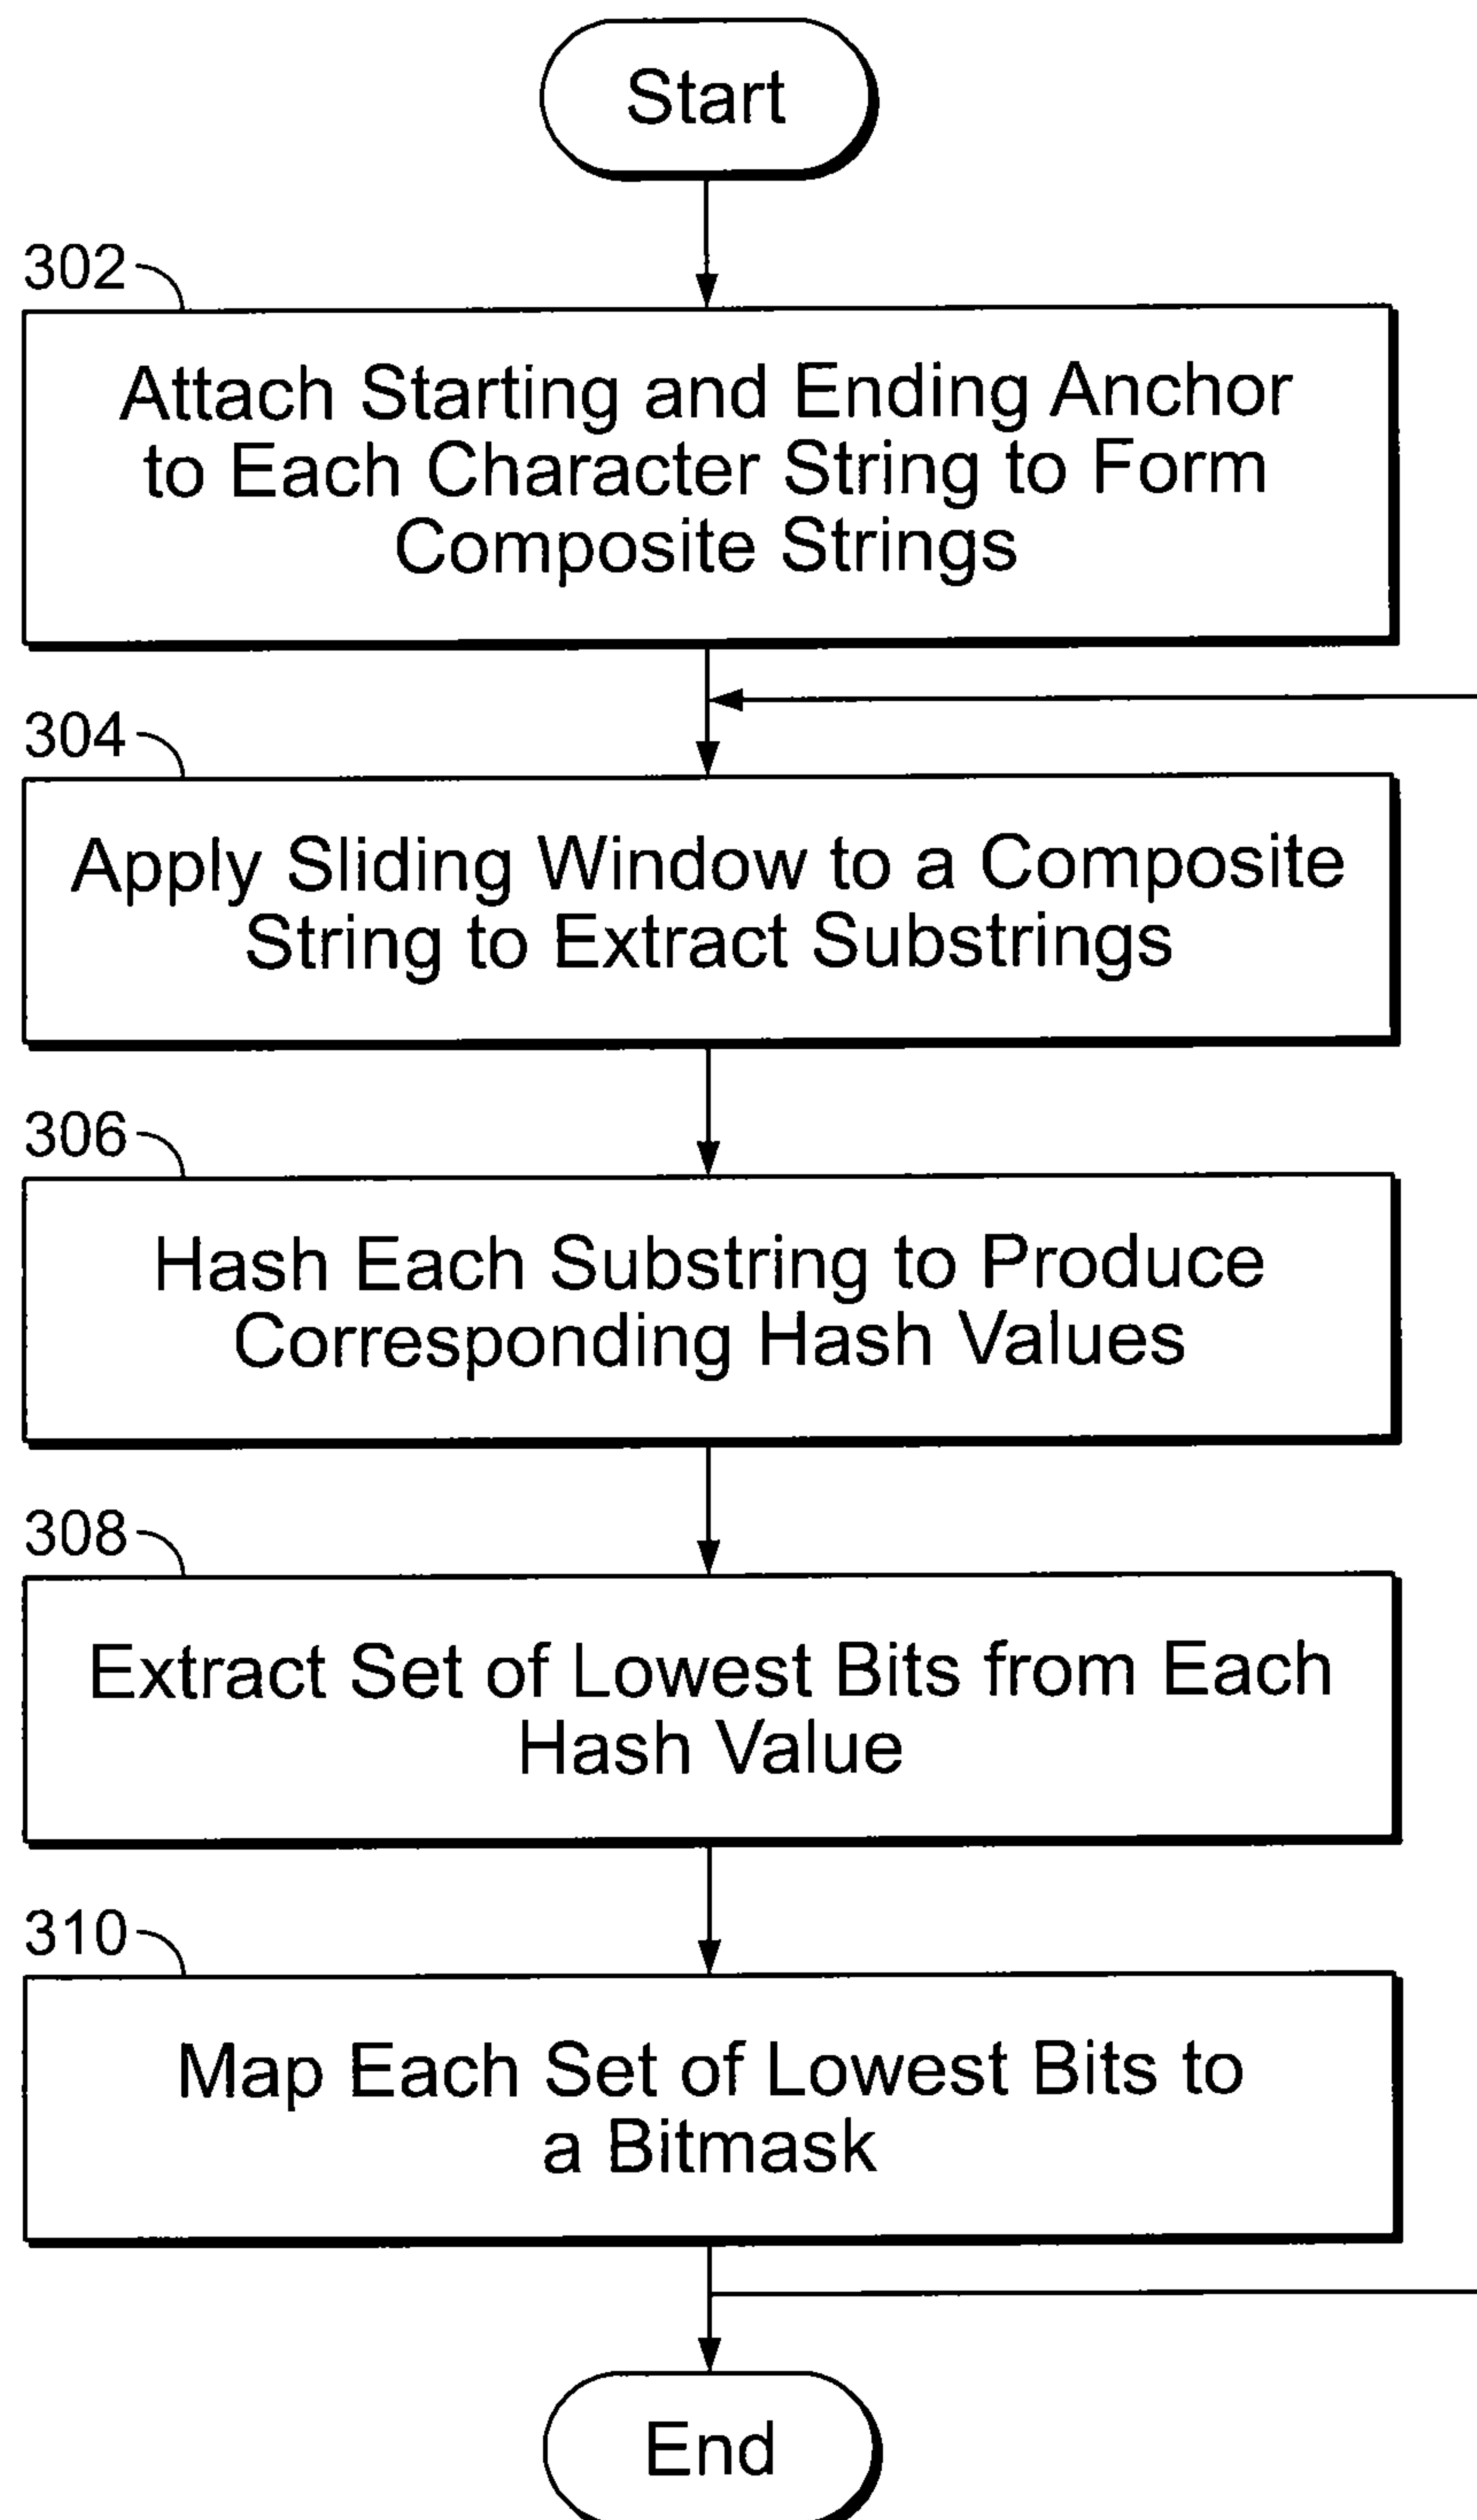 Start
302
Attach Starting and Ending Anchor
to Each Character String to Form
Composite Strings
304
Apply Sliding Window to a Composite
String to Extract Substrings
306
Hash Each Substring to Produce
Corresponding Hash Values
308
Extract Set of Lowest Bits from Each
Hash Value
310
Map Each Set of Lowest Bits to
a Bitmask
End